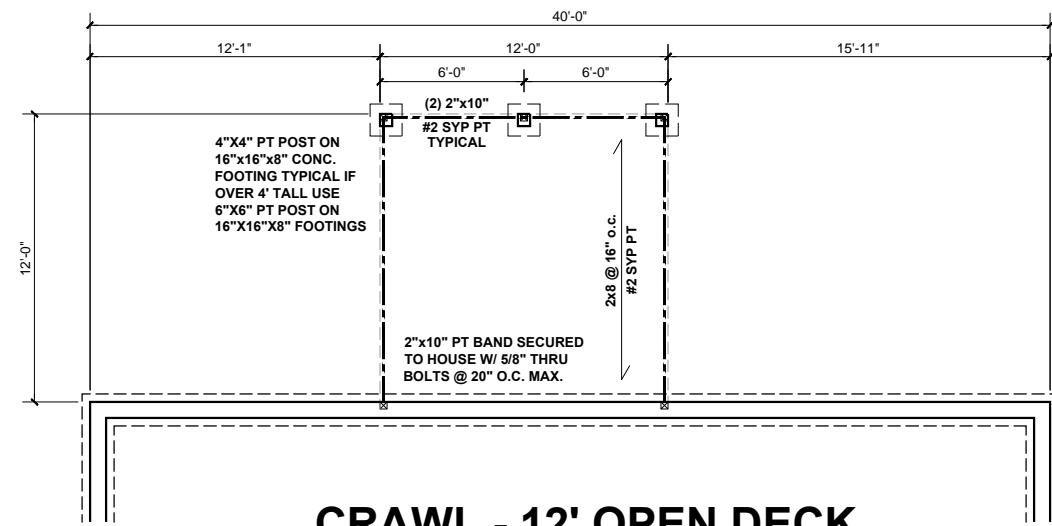 40'-0"
12'-1"
12'-0"
15'-11"
6'-0"
6'-0"
(2) 2"x10"
#2 SYP PT
TYPICAL
4"X4" PT POST ON
16"x16"x8" CONC.
FOOTING TYPICAL IF
OVER 4' TALL USE
6"X6" PT POST ON
16"X16"X8" FOOTINGS
12'-0"
2x8 @ 16" o.c.
#2 SYP PT
2"x10" PT BAND SECURED
TO HOUSE W/ 5/8" THRU
BOLTS @ 20" O.C. MAX.
CRAWL - 12' OPEN DECK